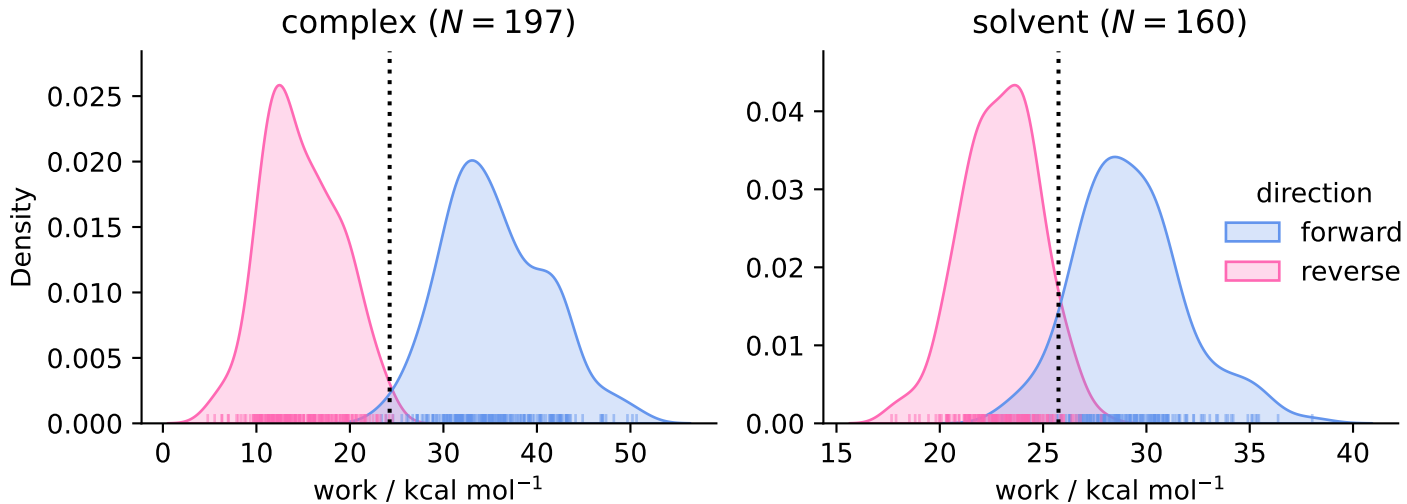 complex (N = 197)
Density
0.025
0.020
0.015
0.010
0.005
0.000
0
10
20
30
40
50
work / kcal mol⁻¹
solvent (N = 160)
0.04
0.03
0.02
0.01
0.00
15
20
25
30
35
40
work / kcal mol⁻¹
direction
forward
reverse